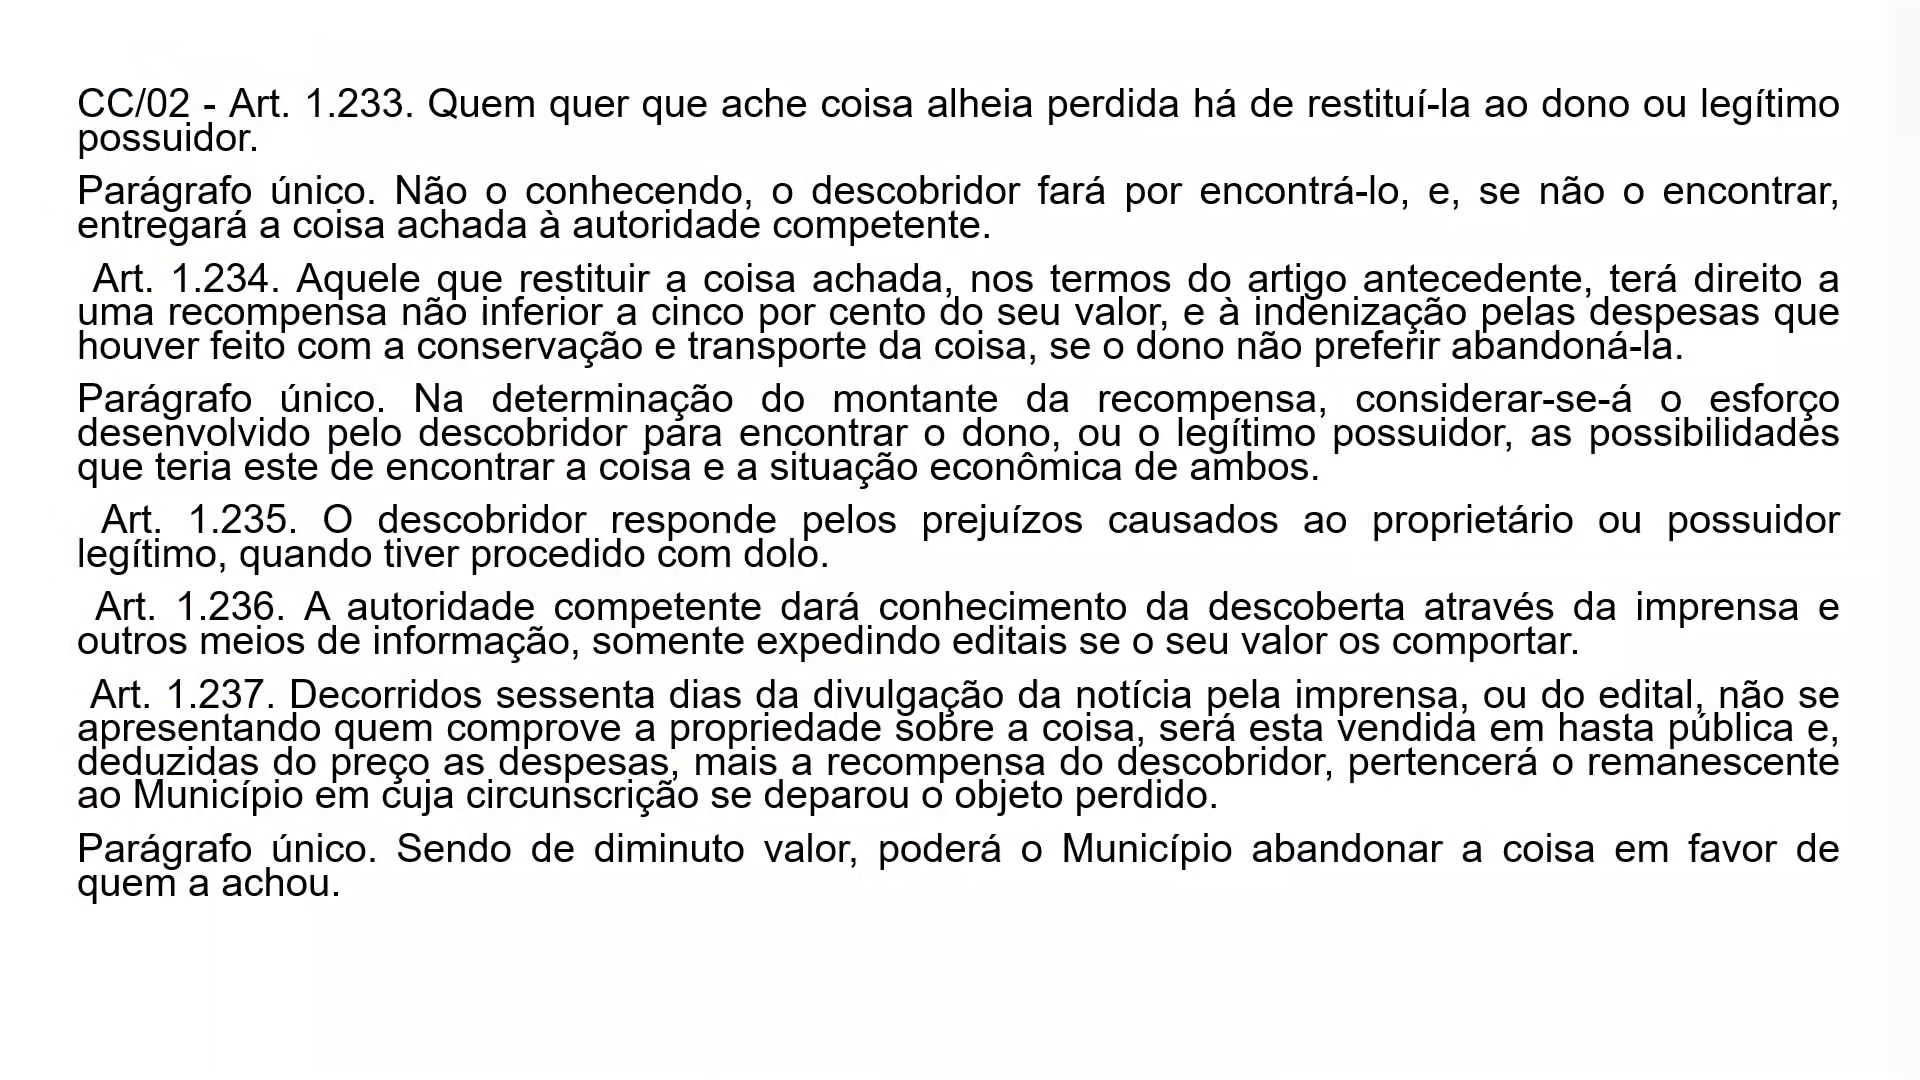 CC/02 - Art. 1.233. Quem quer que ache coisa alheia perdida há de restituí-la ao dono ou legítimo
possuidor.
Parágrafo único. Não o conhecendo, o descobridor fará por encontrá-lo, e, se não o encontrar,
entregará a coisa achada à autoridade competente.
Art. 1.234. Aquele que restituir a coisa achada, nos termos do artigo antecedente, terá direito a
uma recompensa não inferior a cinco por cento do seu valor, e à indenização pelas despesas que
houver feito com a conservação e transporte da coisa, se o dono não preferir abandoná-la.
Parágrafo único. Na determinação do montante da recompensa, considerar-se-á o esforço
desenvolvido pelo descobridor para encontrar o dono, ou o legítimo possuidor, as possibilidades
que teria este de encontrar a coisa e a situação econômica de ambos.
Art. 1.235. O descobridor responde pelos prejuízos causados ao proprietário ou possuidor
legítimo, quando tiver procedido com dolo.
Art. 1.236. A autoridade competente dará conhecimento da descoberta através da imprensa e
outros meios de informação, somente expedindo editais se o seu valor os comportar.
Art. 1.237. Decorridos sessenta dias da divulgação da notícia pela imprensa, ou do edital, não se
apresentando quem comprove a propriedade sobre a coisa, será esta vendida em hasta pública e,
deduzidas do preço as despesas, mais a recompensa do descobridor, pertencerá o remanescente
ao Município em cuja circunscrição se deparou o objeto perdido.
Parágrafo único. Sendo de diminuto valor, poderá o Município abandonar a coisa em favor de
quem a achou.